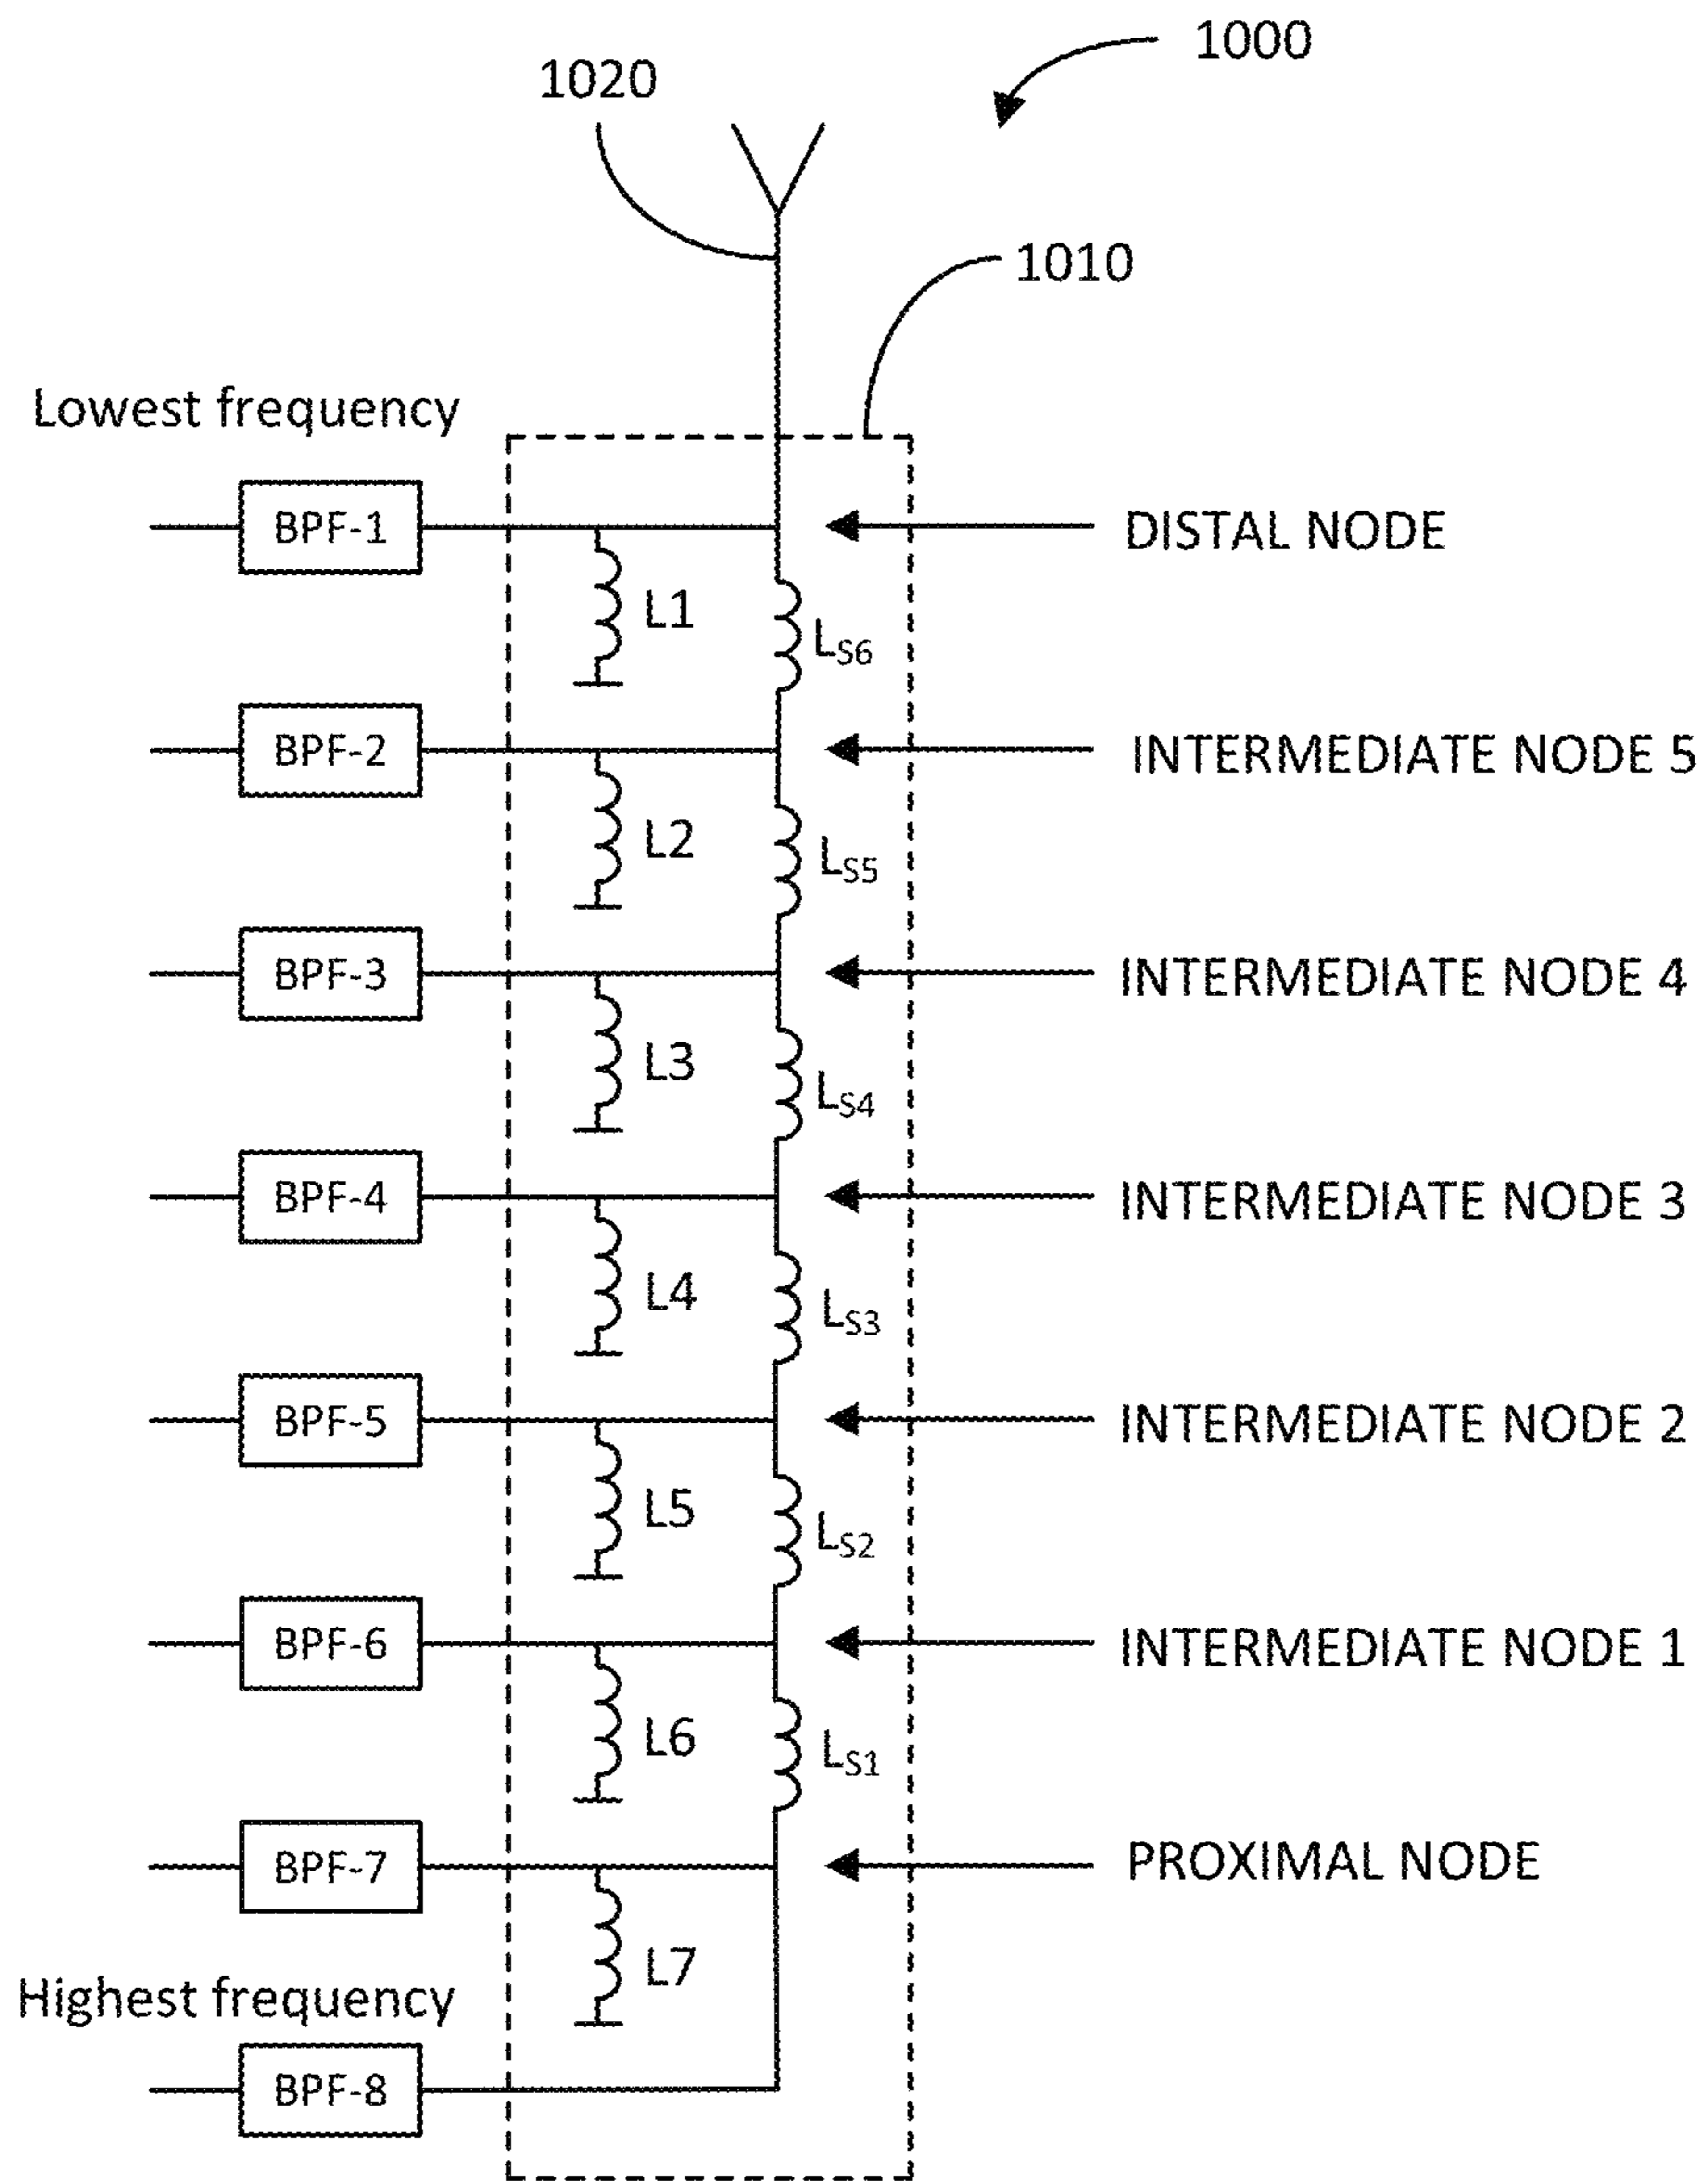 1000
1020
1010
Lowest frequency
BPF-1
DISTAL NODE
L1
LS6
BPF-2
INTERMEDIATE NODE 5
L2
LS5
BPF-3
INTERMEDIATE NODE 4
L3
LS4
BPF-4
INTERMEDIATE NODE 3
L4
LS3
BPF-5
INTERMEDIATE NODE 2
L5
LS2
BPF-6
INTERMEDIATE NODE 1
L6
LS1
BPF-7
PROXIMAL NODE
L7
Highest frequency
BPF-8